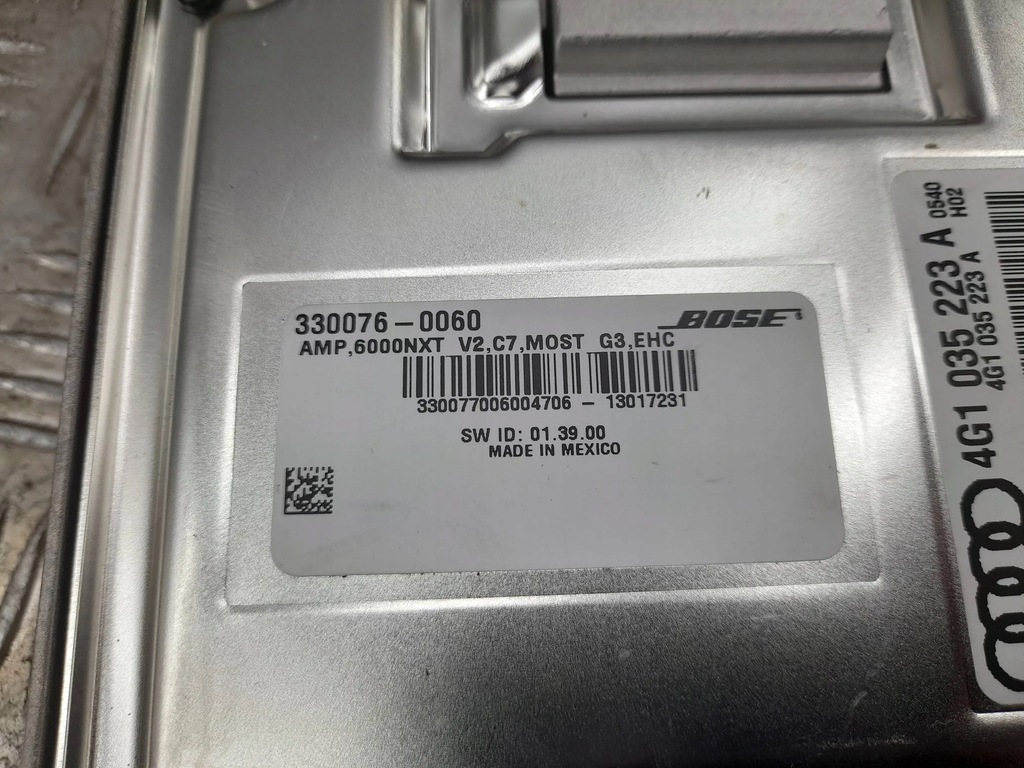 330076-0060
BOSE
AMP,6000NXT V2,C7,MOST G3,EHC
330077006004706 - 13017231
SW ID: 01.39.00
MADE IN MEXICO
4G1 035 223 A
0540
H02
4G1 035 223 A